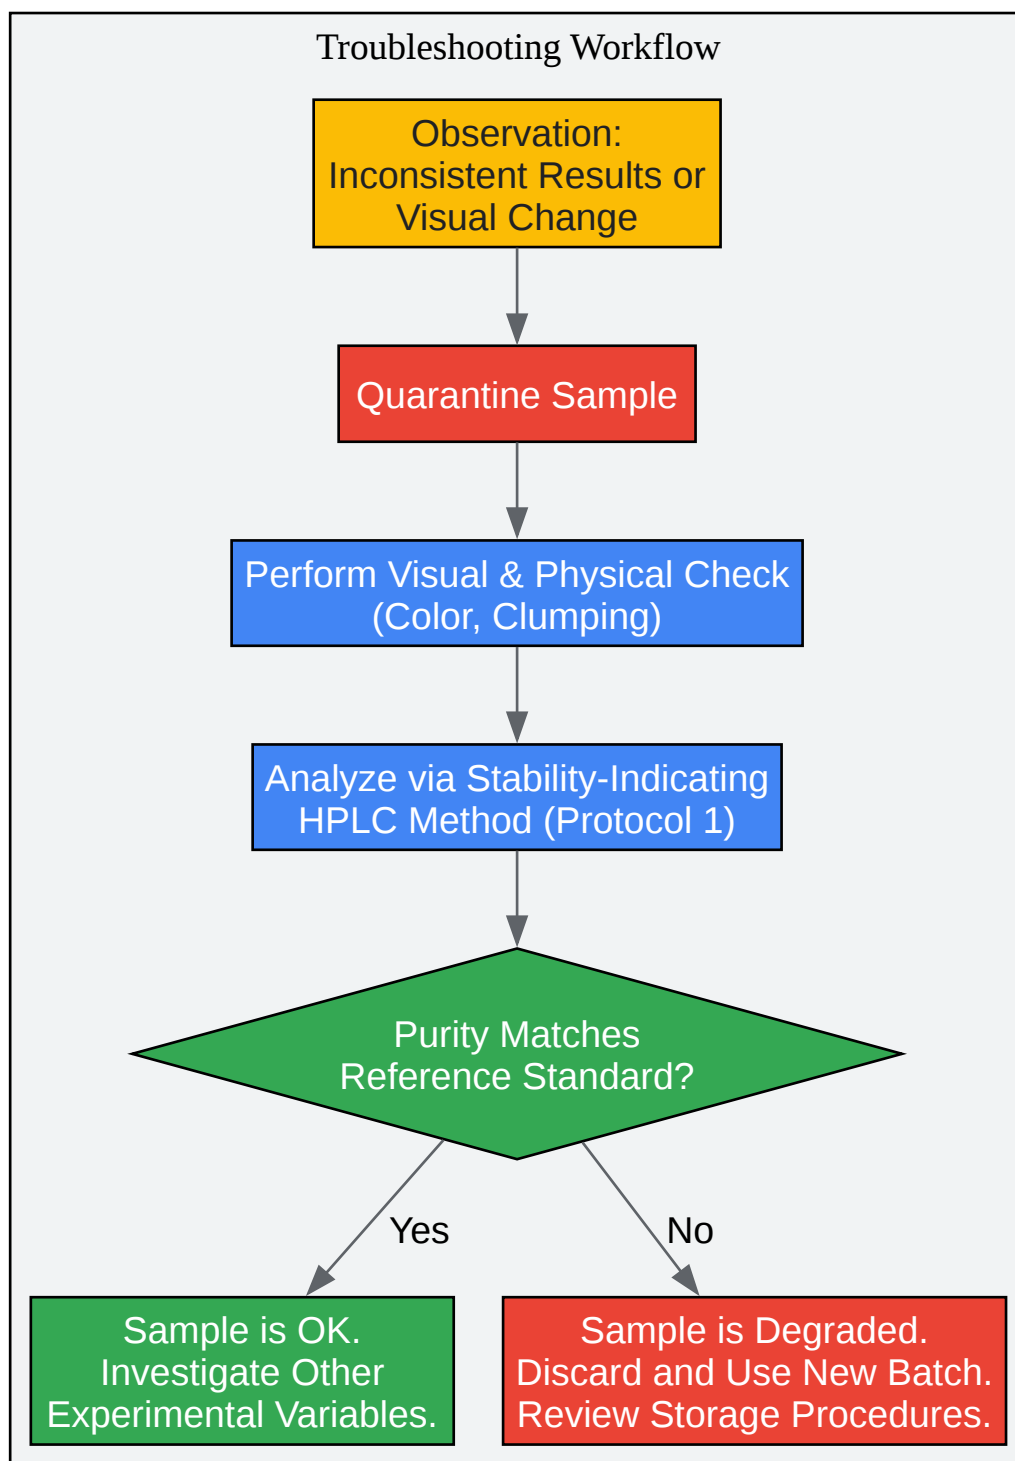 Troubleshooting Workflow
Observation:
Inconsistent Results or
Visual Change
Quarantine Sample
Perform Visual & Physical Check
(Color, Clumping)
Analyze via Stability-Indicating
HPLC Method (Protocol 1)
Purity Matches
Reference Standard?
Yes
No
Sample is OK.
Investigate Other
Experimental Variables.
Sample is Degraded.
Discard and Use New Batch.
Review Storage Procedures.